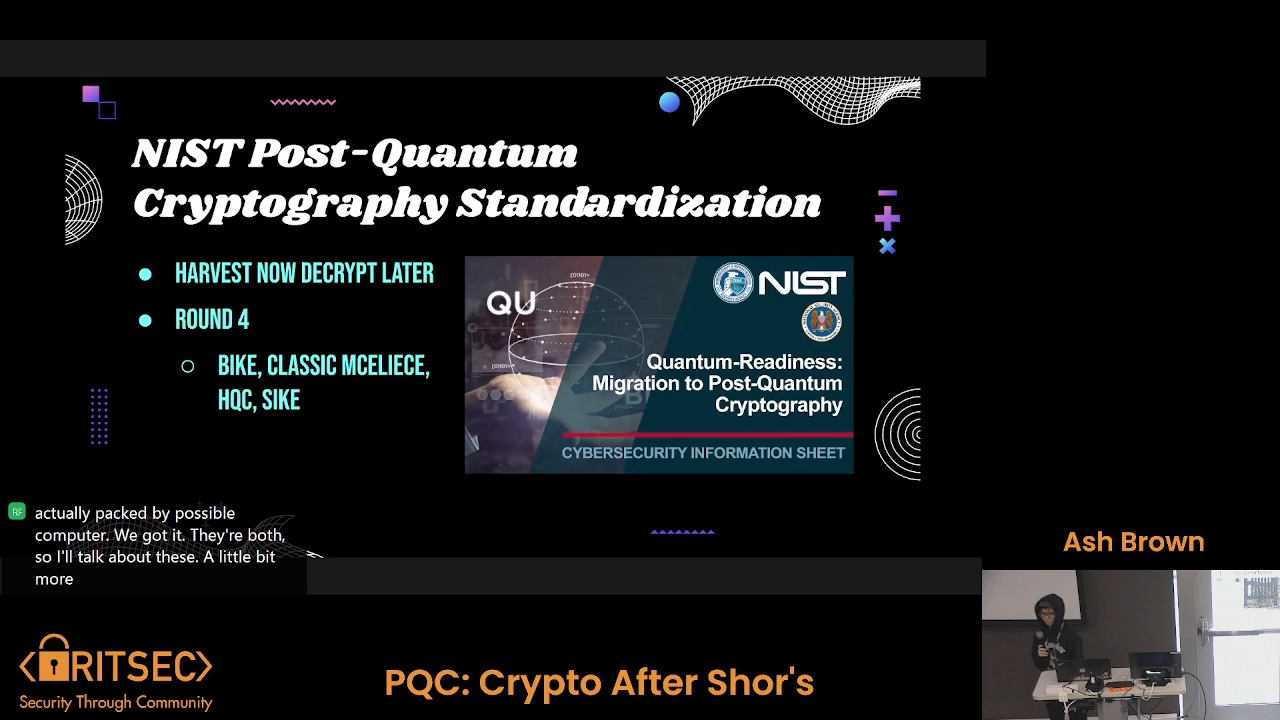 NIST Post-Quantum
Cryptography Standardization
● HARVEST NOW DECRYPT LATER
● ROUND 4
○ BIKE, CLASSIC MCELIECE,
HQC, SIKE
[01101>
QU
NIST
Quantum-Readiness:
Migration to Post-Quantum
Cryptography
CYBERSECURITY INFORMATION SHEET
RF
actually packed by possible
computer. We got it. They're both,
so I'll talk about these. A little bit
more
Ash Brown
<RITSEC>
Security Through Community
PQC: Crypto After Shor's